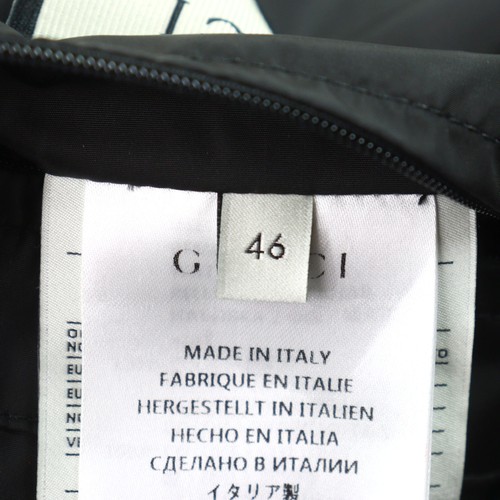 46
G CI
MADE IN ITALY
FABRIQUE EN ITALIE
HERGESTELLT IN ITALIA
HECHO EN ITALIA
СДЕЛАНО В ИТАЛИИ
イタリア製